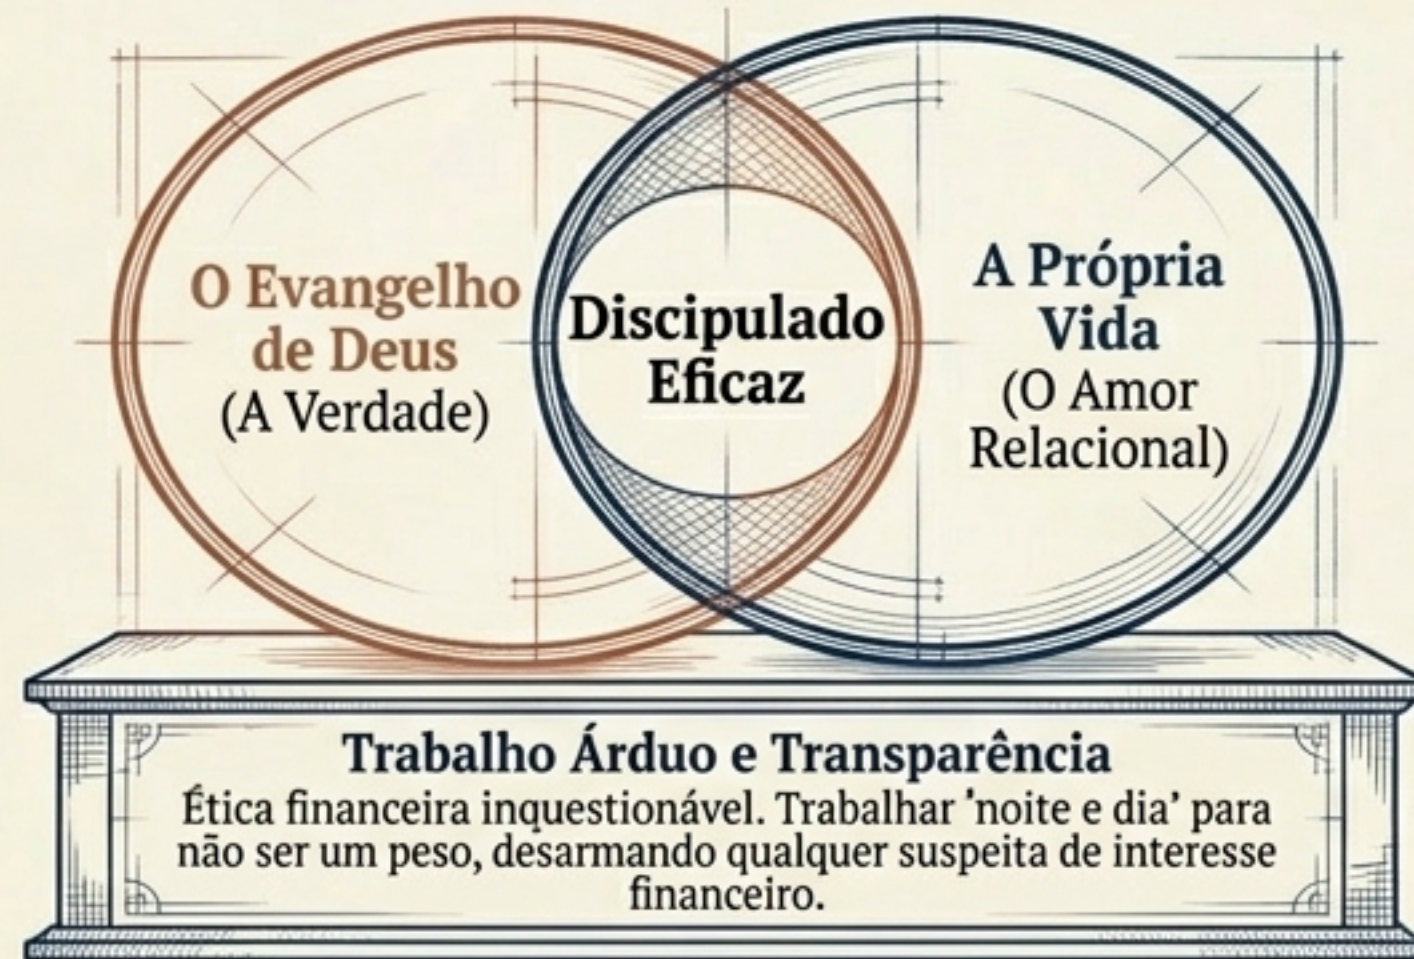 O Evangelho
de Deus
(A Verdade)
Discipulado
Eficaz
A Própria
Vida
(O Amor
Relacional)
Trabalho Árduo e Transparência
Ética financeira inquestionável. Trabalhar 'noite e dia' para
não ser um peso, desarmando qualquer suspeita de interesse
financeiro.